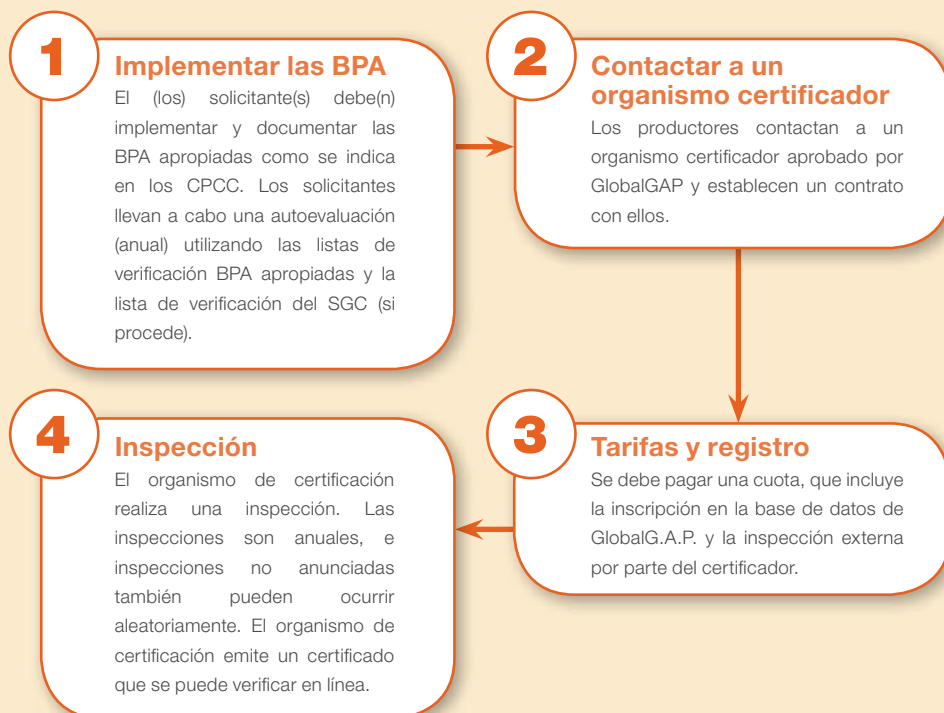 1
Implementar las BPA
El (los) solicitante(s) debe(n)
implementar y documentar las
BPA apropiadas como se indica
en los CPCC. Los solicitantes
llevan a cabo una autoevaluación
(anual) utilizando las listas de
verificación BPA apropiadas y la
lista de verificación del SGC (si
procede).
2
Contactar a un
organismo certificador
Los productores contactan a un
organismo certificador aprobado por
GlobalGAP y establecen un contrato
con ellos.
3
Tarifas y registro
Se debe pagar una cuota, que incluye
la inscripción en la base de datos de
GlobalG.A.P. y la inspección externa
por parte del certificador.
4
Inspección
El organismo de certificación
realiza una inspección. Las
inspecciones son anuales, e
inspecciones no anunciadas
también pueden ocurrir
aleatoriamente. El organismo de
certificación emite un certificado
que se puede verificar en línea.